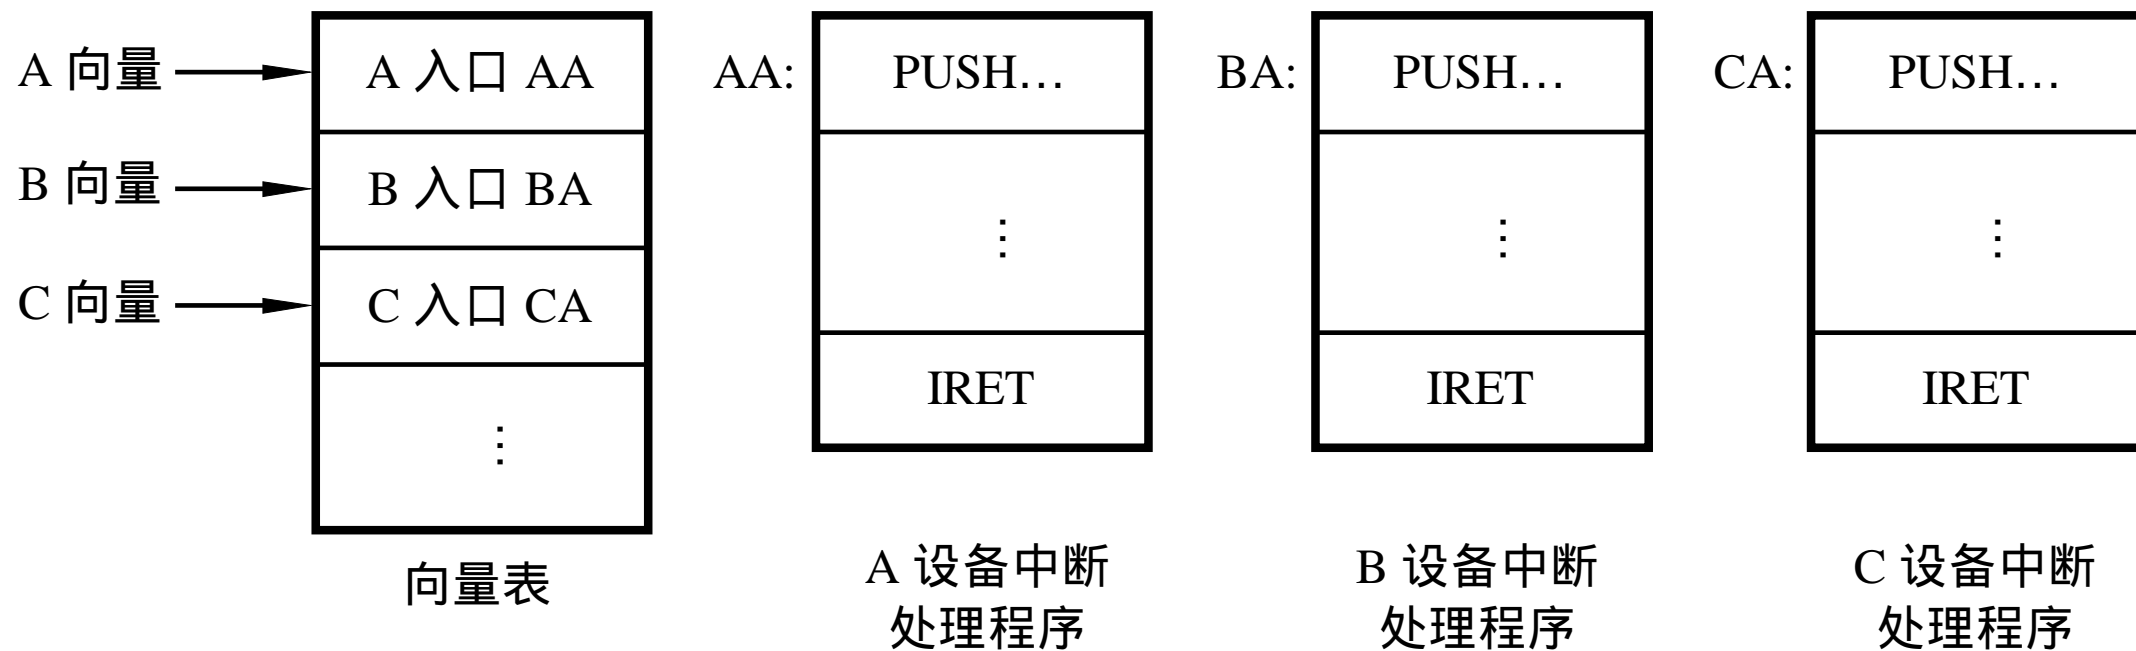 A 向量
A 入口 AA
AA:
PUSH…
BA:
PUSH…
CA:
PUSH…
B 向量
B 入口 BA
⋮
⋮
⋮
C 向量
C 入口 CA
IRET
IRET
IRET
⋮
向量表
A 设备中断
处理程序
B 设备中断
处理程序
C 设备中断
处理程序